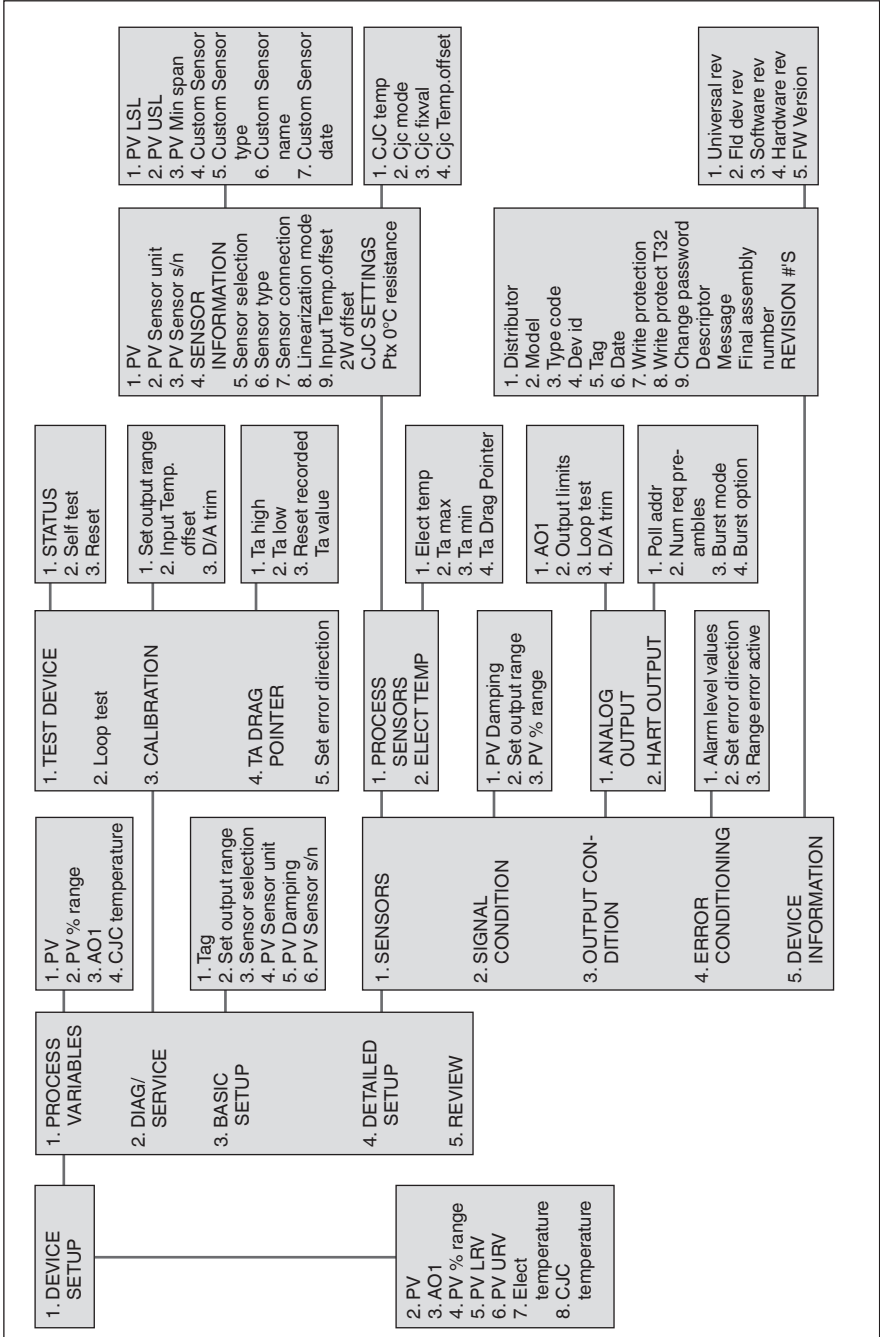 1. DEVICE
SETUP
2. PV
3. AO1
4. PV % range
5. PV LRV
6. PV URV
7. Elect
temperature
8. CJC
temperature
1. PROCESS
VARIABLES
2. DIAG/
SERVICE
3. BASIC
SETUP
4. DETAILED
SETUP
5. REVIEW
1. PV
2. PV % range
3. AO1
4. CJC temperature
1. Tag
2. Set output range
3. Sensor selection
4. PV Sensor unit
5. PV Damping
6. PV Sensor s/n
1. TEST DEVICE
2. Loop test
3. CALIBRATION
4. TA DRAG
POINTER
5. Set error direction
1. STATUS
2. Self test
3. Reset
1. Set output range
2. Input Temp.
offset
3. D/A trim
1. Ta high
2. Ta low
3. Reset recorded
Ta value
1. SENSORS
2. SIGNAL
CONDITION
3. OUTPUT CON-
DITION
4. ERROR
CONDITIONING
5. DEVICE
INFORMATION
1. PROCESS
SENSORS
2. ELECT TEMP
1. PV Damping
2. Set output range
3. PV % range
1. ANALOG
OUTPUT
2. HART OUTPUT
1. Alarm level values
2. Set error direction
3. Range error active
1. Elect temp
2. Ta max
3. Ta min
4. Ta Drag Pointer
1. AO1
2. Output limits
3. Loop test
4. D/A trim
1. Poll addr
2. Num req pre-
ambles
3. Burst mode
4. Burst option
1. PV
2. PV Sensor unit
3. PV Sensor s/n
4. SENSOR
INFORMATION
5. Sensor selection
6. Sensor type
7. Sensor connection
8. Linearization mode
9. Input Temp.offset
2W offset
CJC SETTINGS
Ptx 0°C resistance
1. PV LSL
2. PV USL
3. PV Min span
4. Custom Sensor
5. Custom Sensor
type
6. Custom Sensor
name
7. Custom Sensor
date
1. CJC temp
2. Cjc mode
3. Cjc fixval
4. Cjc Temp.offset
1. Distributor
2. Model
3. Type code
4. Dev id
5. Tag
6. Date
7. Write protection
8. Write protect T32
9. Change password
Descriptor
Message
Final assembly
number
REVISION #'S
1. Universal rev
2. Fld dev rev
3. Software rev
4. Hardware rev
5. FW Version